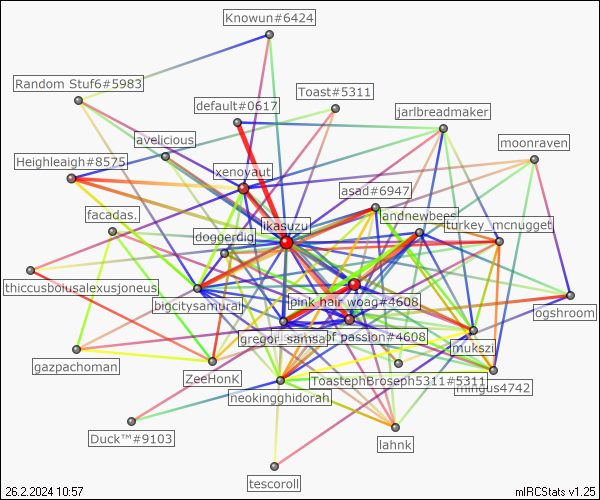 Knowun#6424
Random Stuf6#5983
Toast#5311
default#0617
jarlbreadmaker
avelicious
moonraven
Heighleaigh#8575
xenovaut
asad#6947
facadas.
ikasuzu
landnewbees
turkey_mcnugget
doggerdig
thiccusboiusalexusjoneus
bigcitysamurai
pink hair woag#4608
ogshroom
gregor_samsa
of passion#4608
mukszi
gazpachoman
ZeeHonK
ToastephBroseph5311#5311
mingus4742
neokingghidorah
Duck™#9103
lahnk
tescoroll
26.2.2024 10:57
mIRCStats v1.25